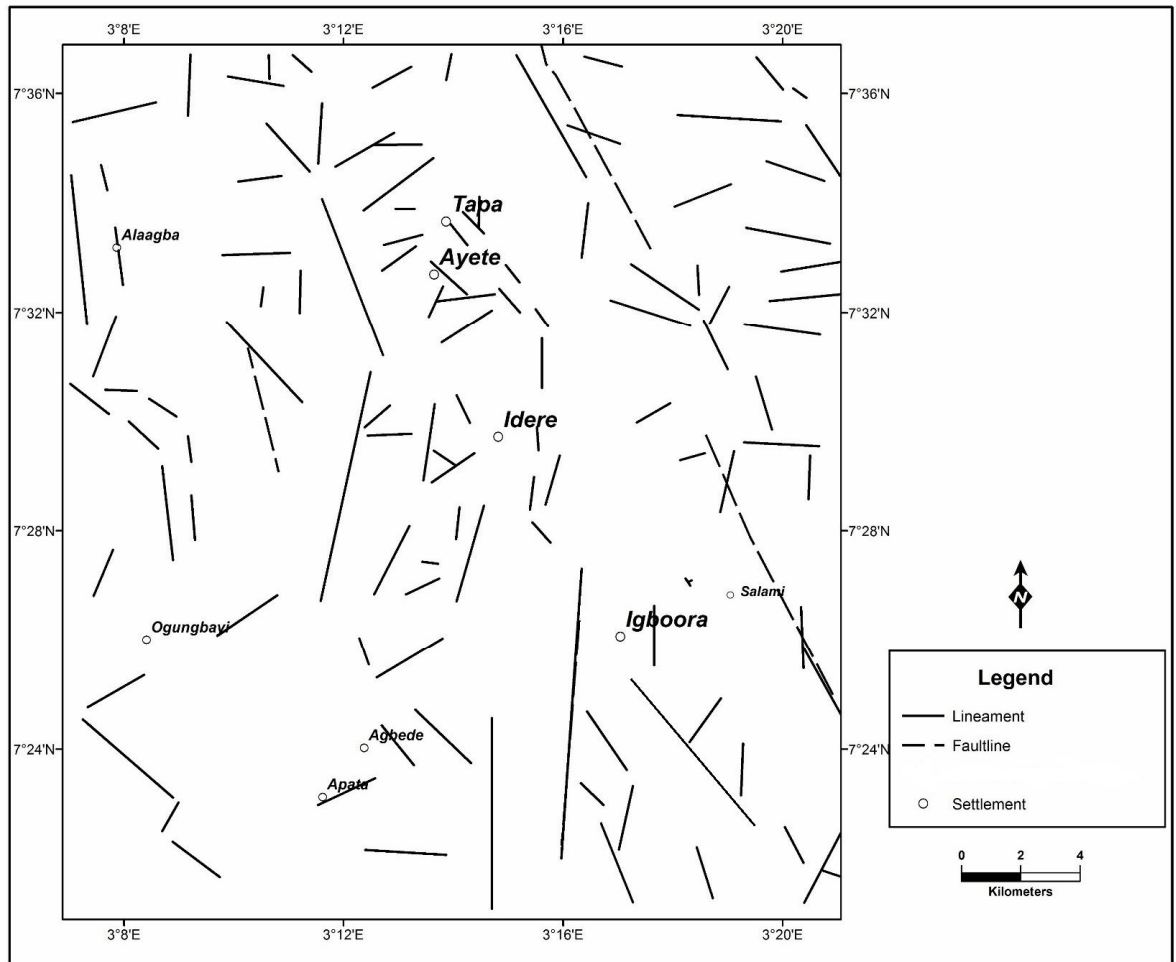 3°8'E 3°12'E 3°16'E 3°20'E
7°36'N 7°36'N
Tapa
Alaagba
Ayete
7°32'N 7°32'N
Idere
7°28'N 7°28'N
Salami
Igboora
Ogungbayi
N
7°24'N 7°24'N
Agbede
Apata
3°8'E 3°12'E 3°16'E 3°20'E
Legend
Lineament
Faultline
Settlement
0 2 4
Kilometers